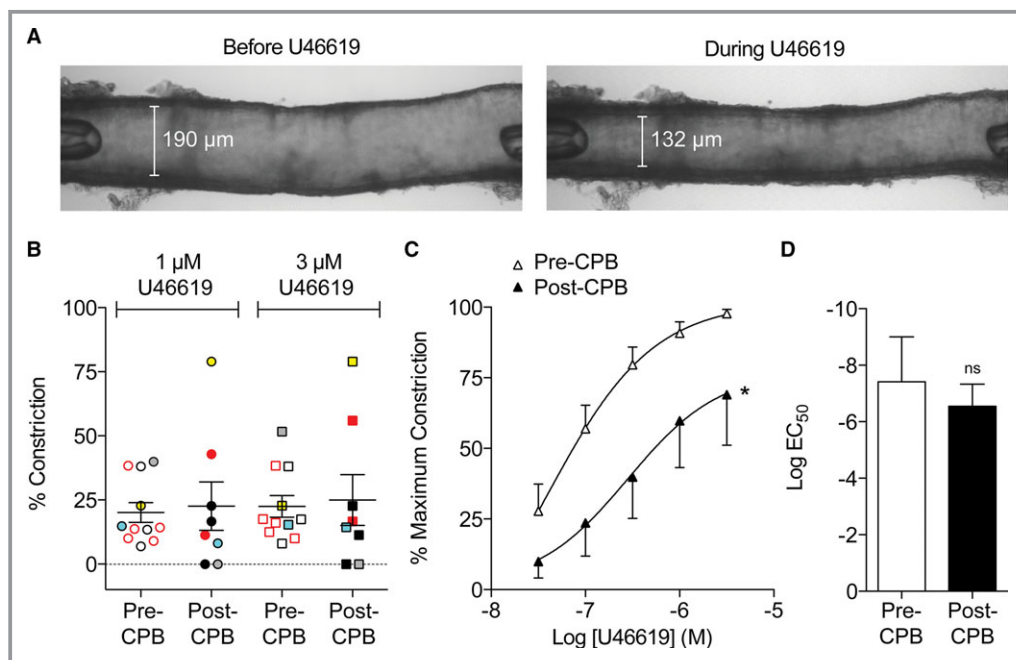 A
Before U46619
During U46619
190 µm
132 µm
B
1 µM
U46619
3 µM
U46619
% Constriction
100
75
50
25
0
Pre-
CPB
Post-
CPB
Pre-
CPB
Post-
CPB
C
Pre-CPB
Post-CPB
% Maximum Constriction
100
75
50
25
0
*
-8
-7
-6
-5
Log [U46619] (M)
D
Log EC50
-10
-8
-6
-4
-2
0
ns
Pre-
CPB
Post-
CPB